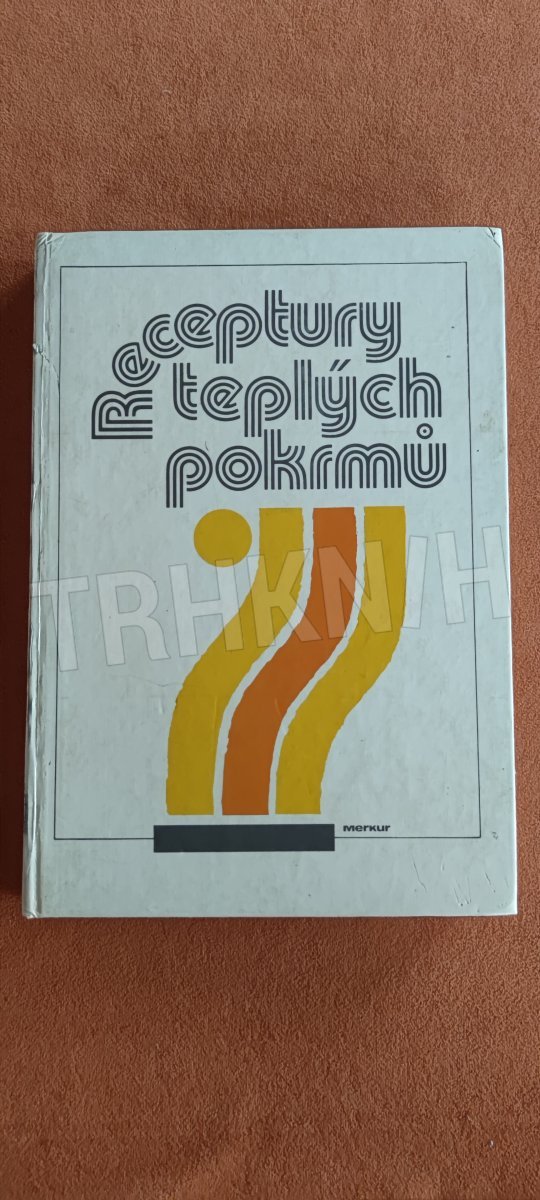 Receptury
teplých
pokrmů
TRHKNIH
merkur